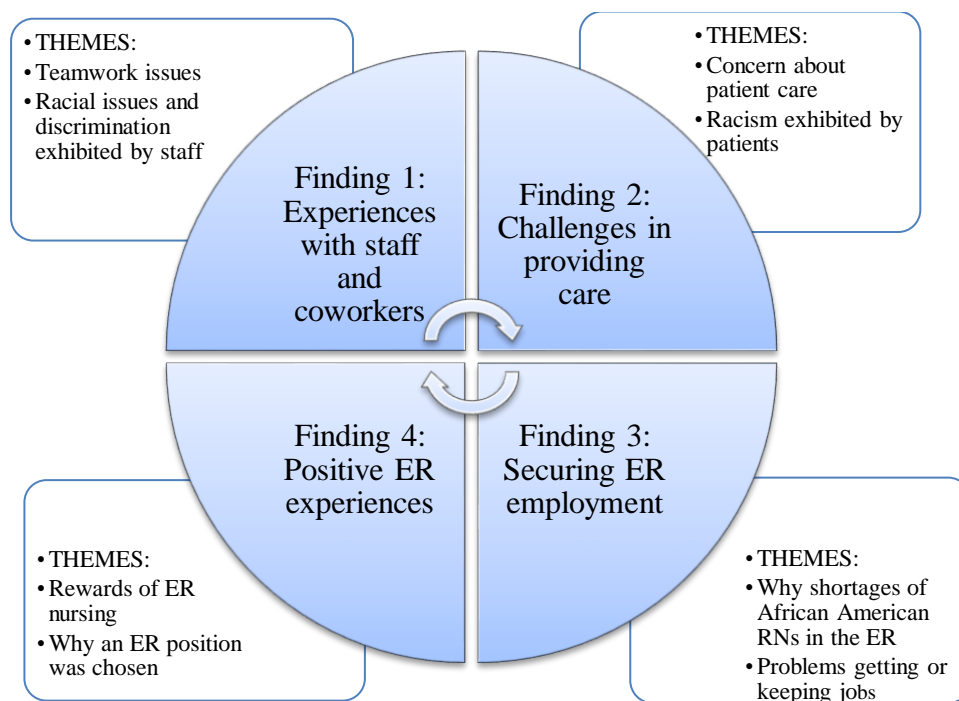 • THEMES:
• Teamwork issues
• Racial issues and
discrimination
exhibited by staff
• THEMES:
• Concern about
patient care
• Racism exhibited by
patients
Finding 1:
Experiences
with staff
and
coworkers
Finding 2:
Challenges in
providing
care
Finding 4:
Positive ER
experiences
Finding 3:
Securing ER
employment
• THEMES:
• Rewards of ER
nursing
• Why an ER position
was chosen
• THEMES:
• Why shortages of
African American
RNs in the ER
• Problems getting or
keeping jobs